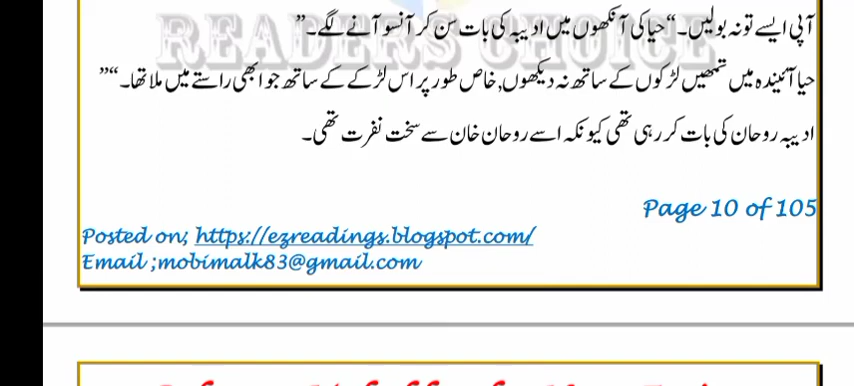 آپی ایسے تو نہ بولیں۔“حیا کی آنکھوں میں ادیبہ کی بات سن کر آنسو آنے لگے۔”
حیا آئیندہ میں تمھیں لڑکوں کے ساتھ نہ دیکھوں,خاص طور پر اس لڑکے کے ساتھ جو ابھی راستے میں ملا تھا۔“”
ادیبہ روحان کی بات کر رہی تھی کیونکہ اسے روحان خان سے سخت نفرت تھی۔
READERS CHOICE
Page 10 of 105
Posted on; https://ezreadings.blogspot.com/
Email ;mobimalk83@gmail.com